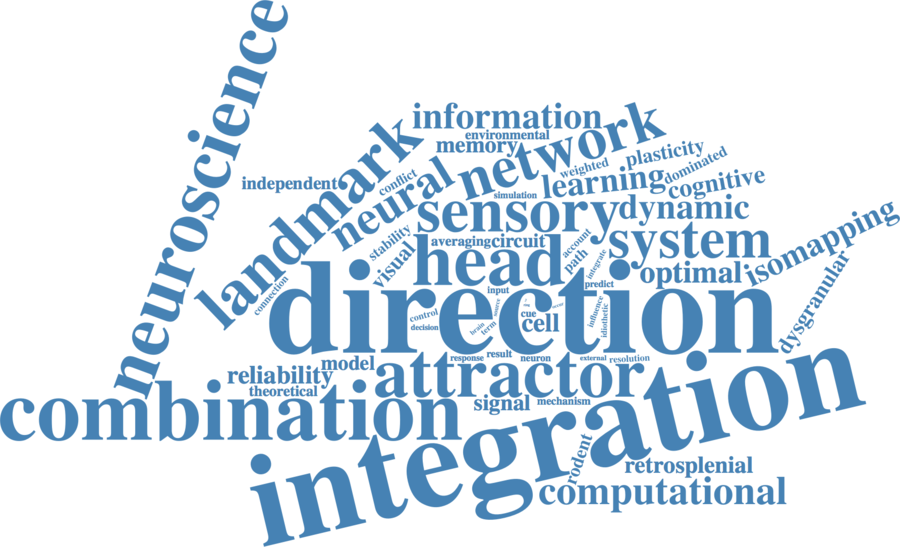 neuroscience
information
environmental
landmark
memory
network
plasticity
independent
conflict
neural
weighted
dominated
learning
cognitive
simulation
sensory
dynamic
stability
visual
averaging
circuit
account
system
isomapping
head
path
integrate
optimal
connection
direction
input
predict
dysgranular
control
cue
cell
influence
idiothetic
decision
brain
term
model
response
result
neuron
external
resolution
reliability
attractor
theoretical
signal
mechanism
combination
integration
rodent
retrosplenial
computational